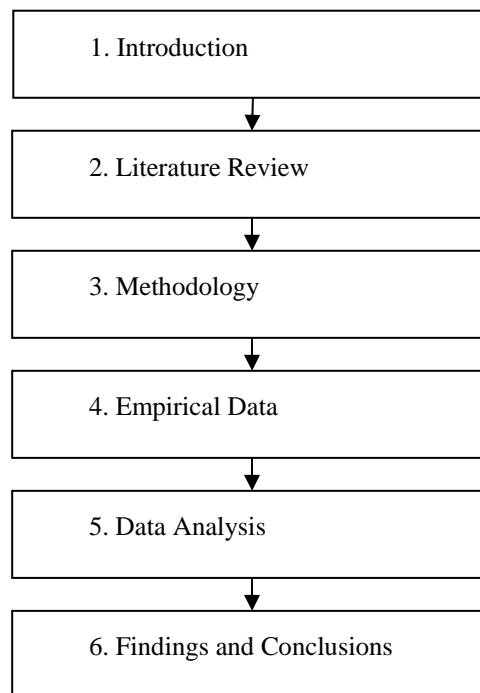 1. Introduction
2. Literature Review
3. Methodology
4. Empirical Data
5. Data Analysis
6. Findings and Conclusions